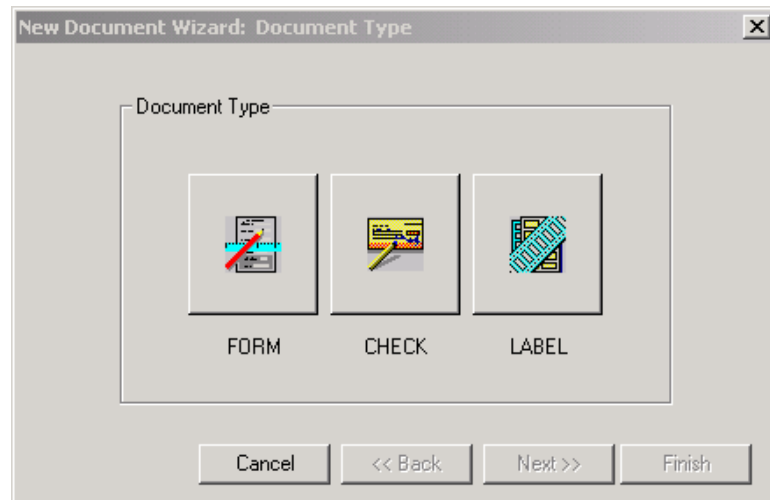 New Document Wizard: Document Type
Document Type
FORM CHECK LABEL
Cancel << Back Next >> Finish